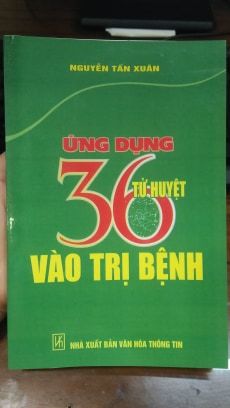 NGUYỄN TẤN XUÂN
ỨNG DỤNG
36
TỬ HUYỆT
VÀO TRỊ BỆNH
NHÀ XUẤT BẢN VĂN HÓA THÔNG TIN